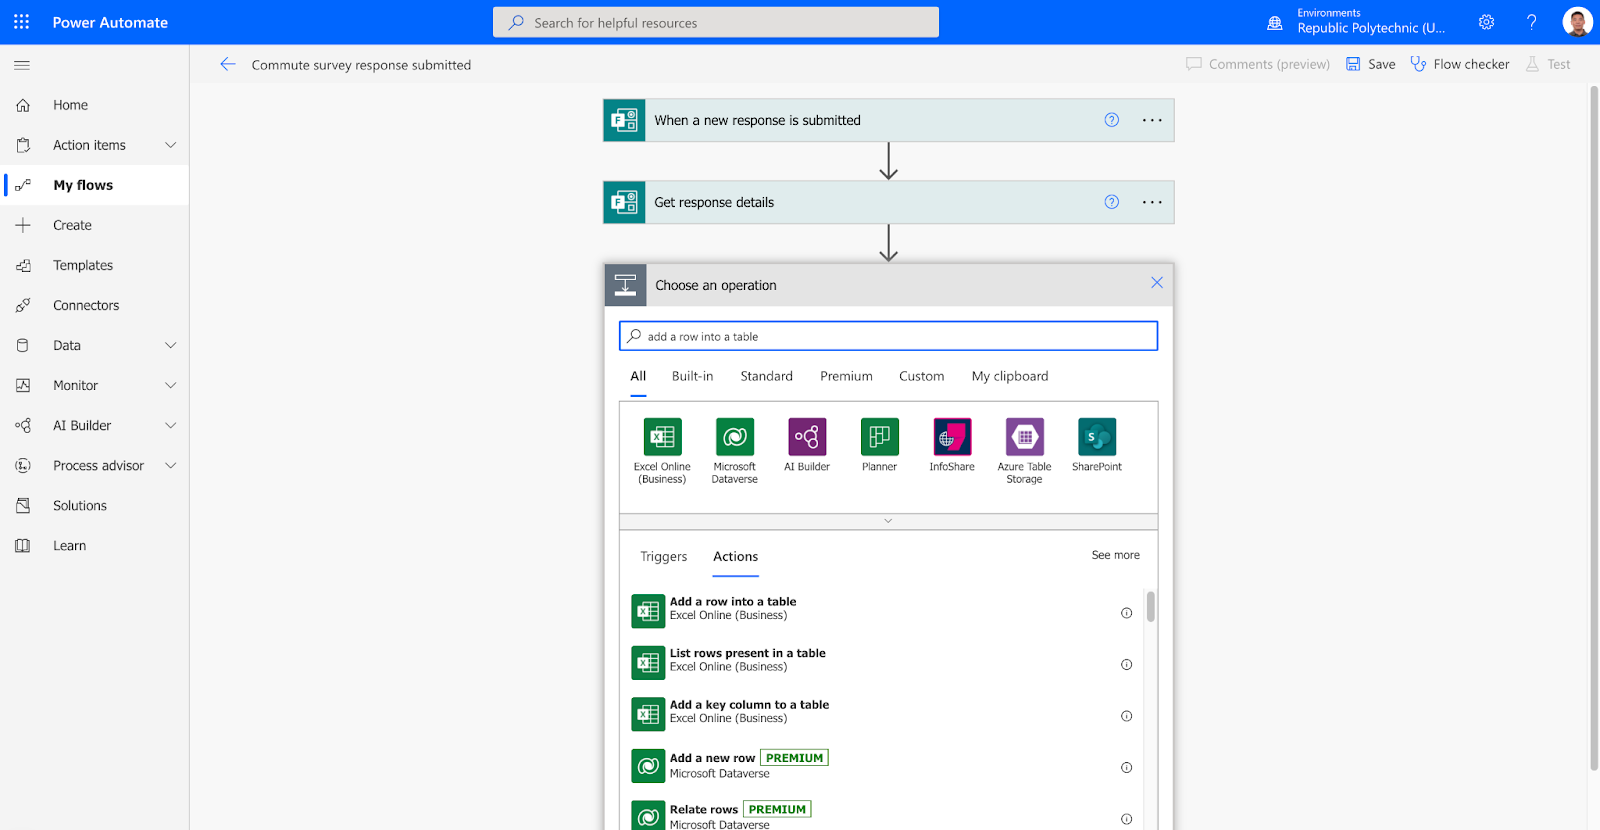 Power Automate
Search for helpful resources
Environments
Republic Polytechnic (U...
Commute survey response submitted
Comments (preview)
Save
Flow checker
Test
Home
Action items
My flows
Create
Templates
Connectors
Data
Monitor
AI Builder
Process advisor
Solutions
Learn
When a new response is submitted
Get response details
Choose an operation
add a row into a table
All
Built-in
Standard
Premium
Custom
My clipboard
Excel Online
(Business)
Microsoft
Dataverse
AI Builder
Planner
InfoShare
Azure Table
Storage
SharePoint
Triggers
Actions
See more
Add a row into a table
Excel Online (Business)
List rows present in a table
Excel Online (Business)
Add a key column to a table
Excel Online (Business)
Add a new row PREMIUM
Microsoft Dataverse
Relate rows PREMIUM
Microsoft Dataverse